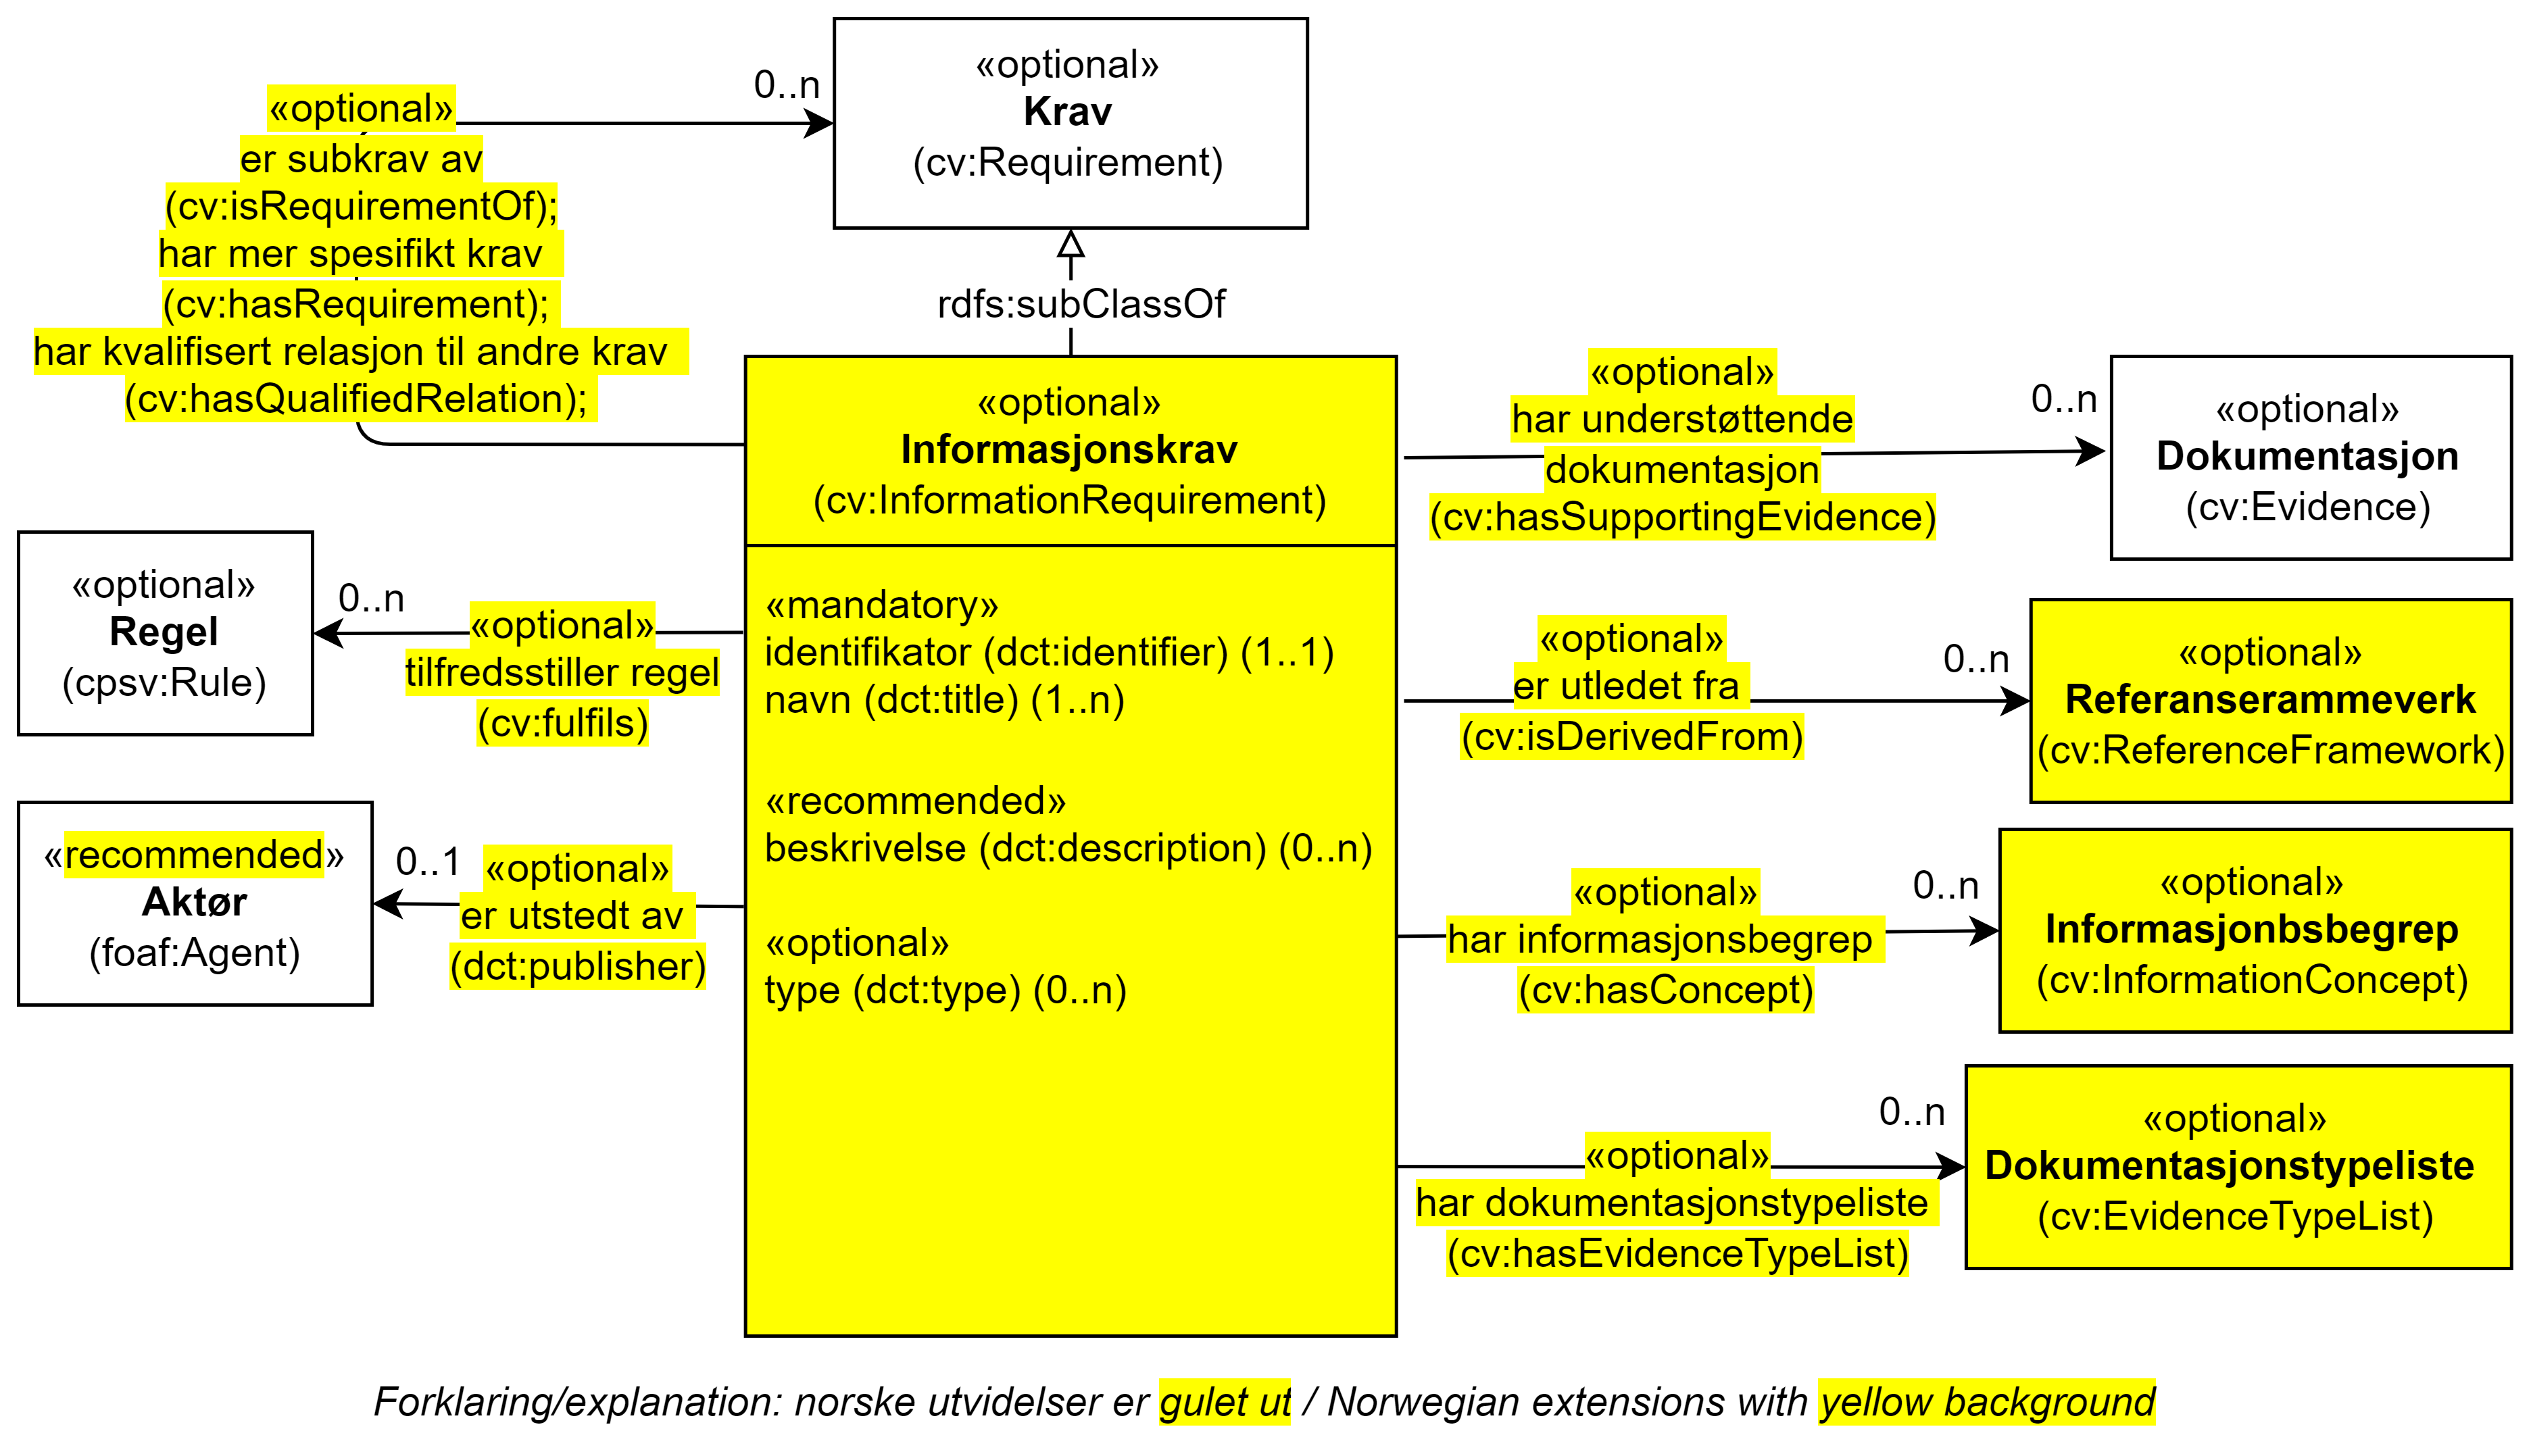 «optional»
Krav
(cv:Requirement)
0..n
«optional»
er subkrav av
(cv:isRequirementOf);
har mer spesifikt krav
(cv:hasRequirement);
har kvalifisert relasjon til andre krav
(cv:hasQualifiedRelation);
rdfs:subClassOf
«optional»
Informasjonskrav
(cv:InformationRequirement)
«mandatory»
identifikator (dct:identifier) (1..1)
navn (dct:title) (1..n)
«recommended»
beskrivelse (dct:description) (0..n)
«optional»
type (dct:type) (0..n)
«optional»
Regel
(cpsv:Rule)
0..n
«optional»
tilfredsstiller regel
(cv:fulfils)
«recommended»
Aktør
(foaf:Agent)
0..1
«optional»
er utstedt av
(dct:publisher)
«optional»
har understøttende
dokumentasjon
(cv:hasSupportingEvidence)
0..n
«optional»
Dokumentasjon
(cv:Evidence)
«optional»
er utledet fra
(cv:isDerivedFrom)
0..n
«optional»
Referanserammeverk
(cv:ReferenceFramework)
«optional»
har informasjonsbegrep
(cv:hasConcept)
0..n
«optional»
Informasjonbsbegrep
(cv:InformationConcept)
«optional»
har dokumentasjonstypeliste
(cv:hasEvidenceTypeList)
0..n
«optional»
Dokumentasjonstypeliste
(cv:EvidenceTypeList)
Forklaring/explanation: norske utvidelser er gulet ut / Norwegian extensions with yellow background